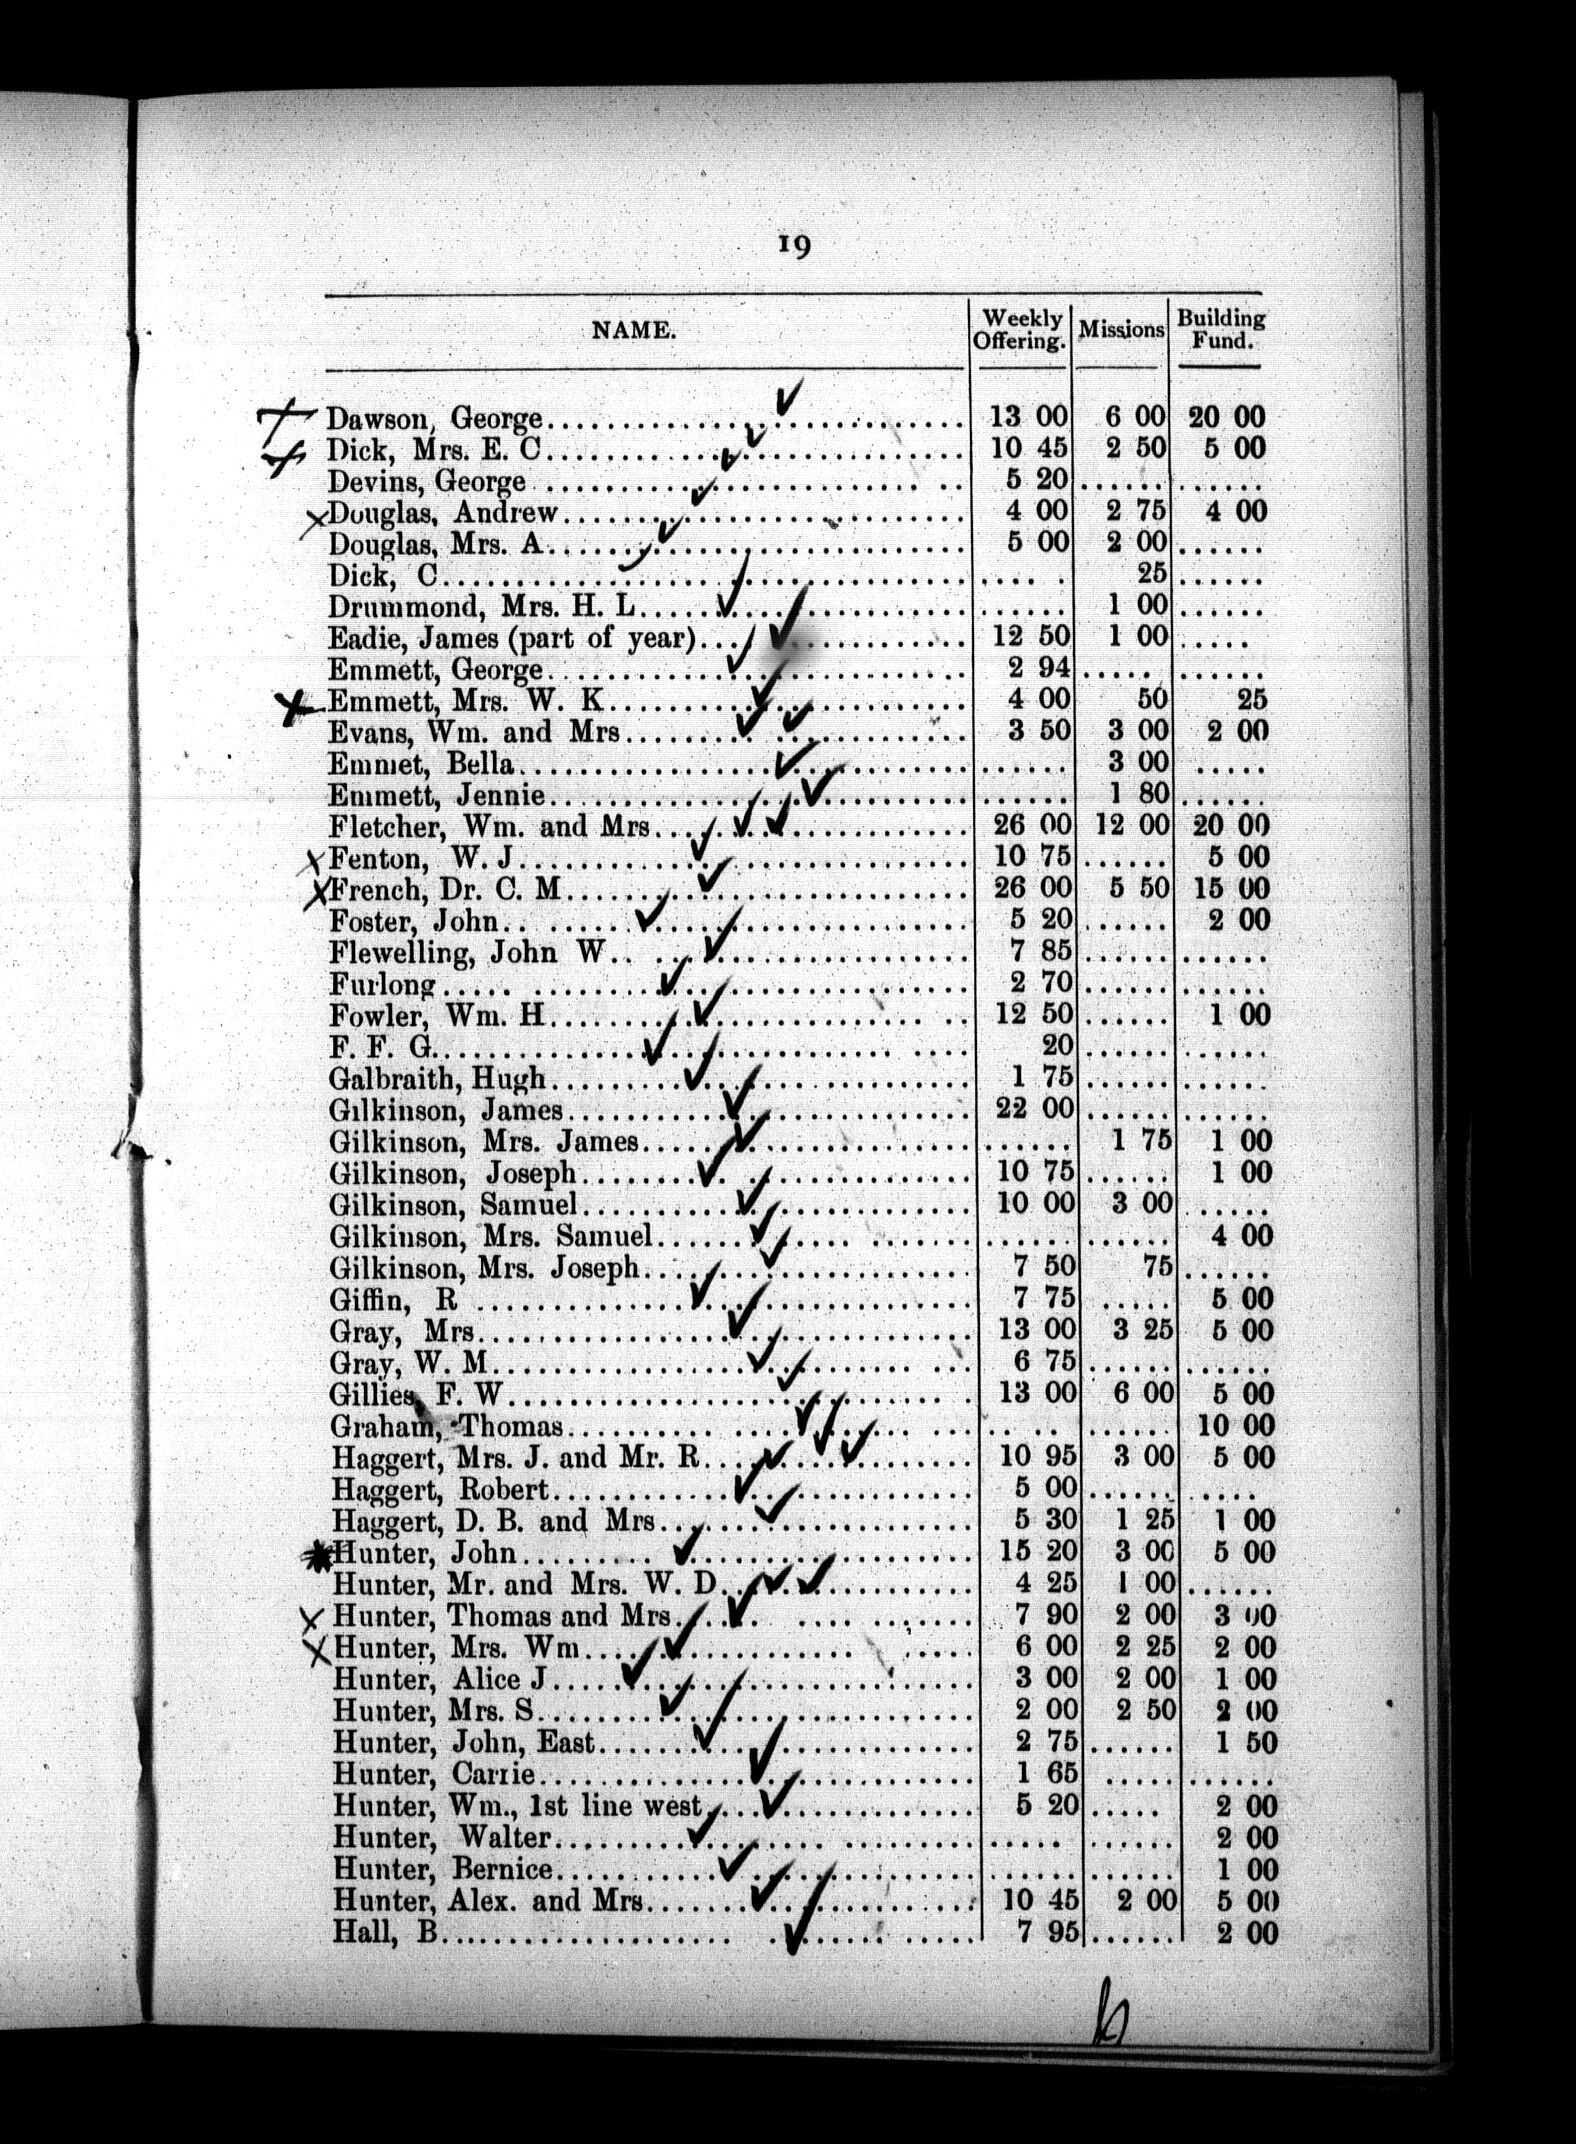 19
NAME. Weekly Offering. Missions Building Fund.
Dawson, George 13 00 6 00 20 00
Dick, Mrs. E. C 10 45 2 50 5 00
Devins, George 5 20
Douglas, Andrew 4 00 2 75 4 00
Douglas, Mrs. A 5 00 2 00
Dick, C 25
Drummond, Mrs. H. L 1 00
Eadie, James (part of year) 12 50 1 00
Emmett, George 2 94
Emmett, Mrs. W. K 4 00 50 25
Evans, Wm. and Mrs 3 50 3 00 2 00
Emmet, Bella 3 00
Emmett, Jennie 1 80
Fletcher, Wm. and Mrs 26 00 12 00 20 00
Fenton, W. J 10 75 5 00
French, Dr. C. M 26 00 5 50 15 00
Foster, John 5 20 2 00
Flewelling, John W 7 85
Furlong 2 70
Fowler, Wm. H 12 50 1 00
F. F. G. 20
Galbraith, Hugh 1 75
Gilkinson, James 22 00
Gilkinson, Mrs. James 1 75 1 00
Gilkinson, Joseph 10 75 1 00
Gilkinson, Samuel 10 00 3 00
Gilkinson, Mrs. Samuel 4 00
Gilkinson, Mrs. Joseph 7 50 75
Giffin, R 7 75 5 00
Gray, Mrs 13 00 3 25 5 00
Gray, W. M 6 75
Gillies, F. W 13 00 6 00 5 00
Graham, Thomas 10 00
Haggert, Mrs. J. and Mr. R 10 95 3 00 5 00
Haggert, Robert 5 00
Haggert, D. B. and Mrs 5 30 1 25 1 00
Hunter, John 15 20 3 00 5 00
Hunter, Mr. and Mrs. W. D 4 25 1 00
Hunter, Thomas and Mrs 7 90 2 00 3 00
Hunter, Mrs. Wm 6 00 2 25 2 00
Hunter, Alice J 3 00 2 00 1 00
Hunter, Mrs. S 2 00 2 50 2 00
Hunter, John, East 2 75 1 50
Hunter, Carrie 1 65
Hunter, Wm., 1st line west 5 20 2 00
Hunter, Walter 2 00
Hunter, Bernice 1 00
Hunter, Alex. and Mrs 10 45 2 00 5 00
Hall, B 7 95 2 00